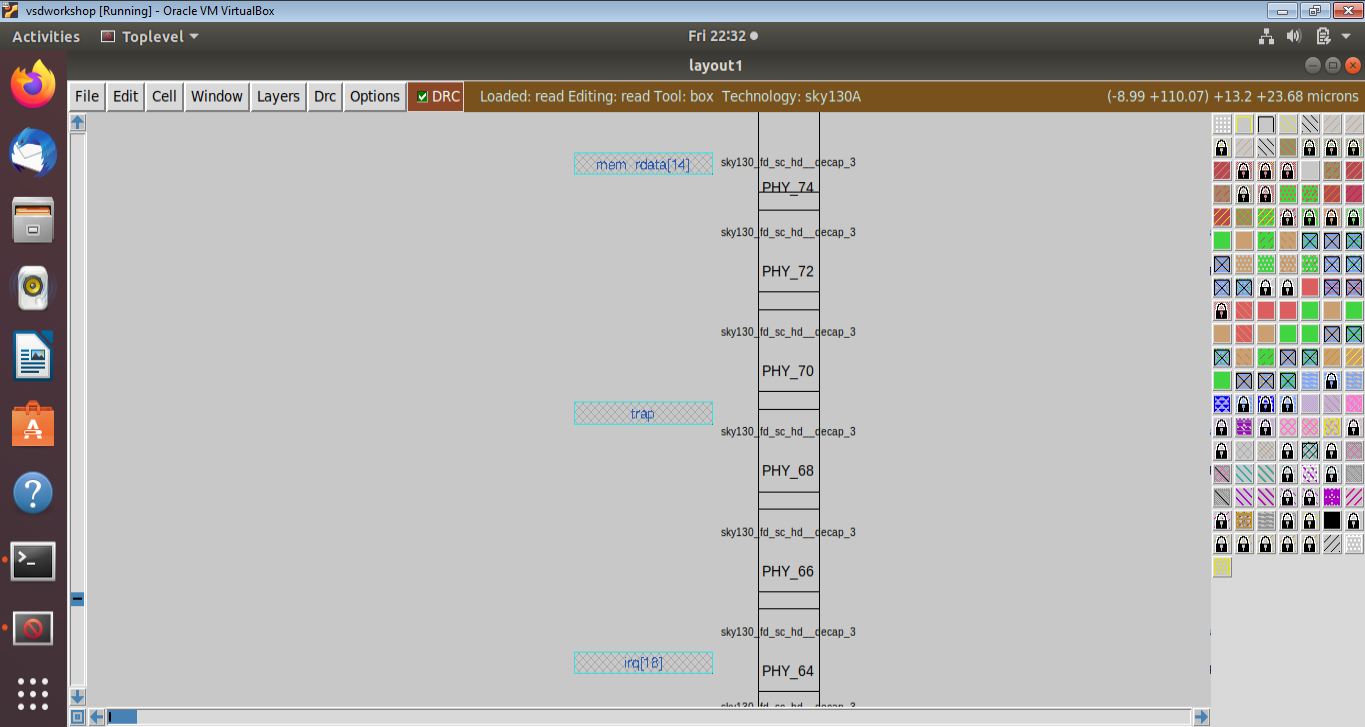 vsdworkshop [Running] - Oracle VM VirtualBox
Activities Toplevel Fri 22:32
layout1
File Edit Cell Window Layers Drc Options DRC Loaded: read Editing: read Tool: box Technology: sky130A (-8.99 +110.07) +13.2 +23.68 microns
mem_rdata[14] sky130_fd_sc_hd__decap_3
PHY_74
sky130_fd_sc_hd__decap_3
PHY_72
sky130_fd_sc_hd__decap_3
PHY_70
trap
sky130_fd_sc_hd__decap_3
PHY_68
sky130_fd_sc_hd__decap_3
PHY_66
sky130_fd_sc_hd__decap_3
irq[18]
PHY_64